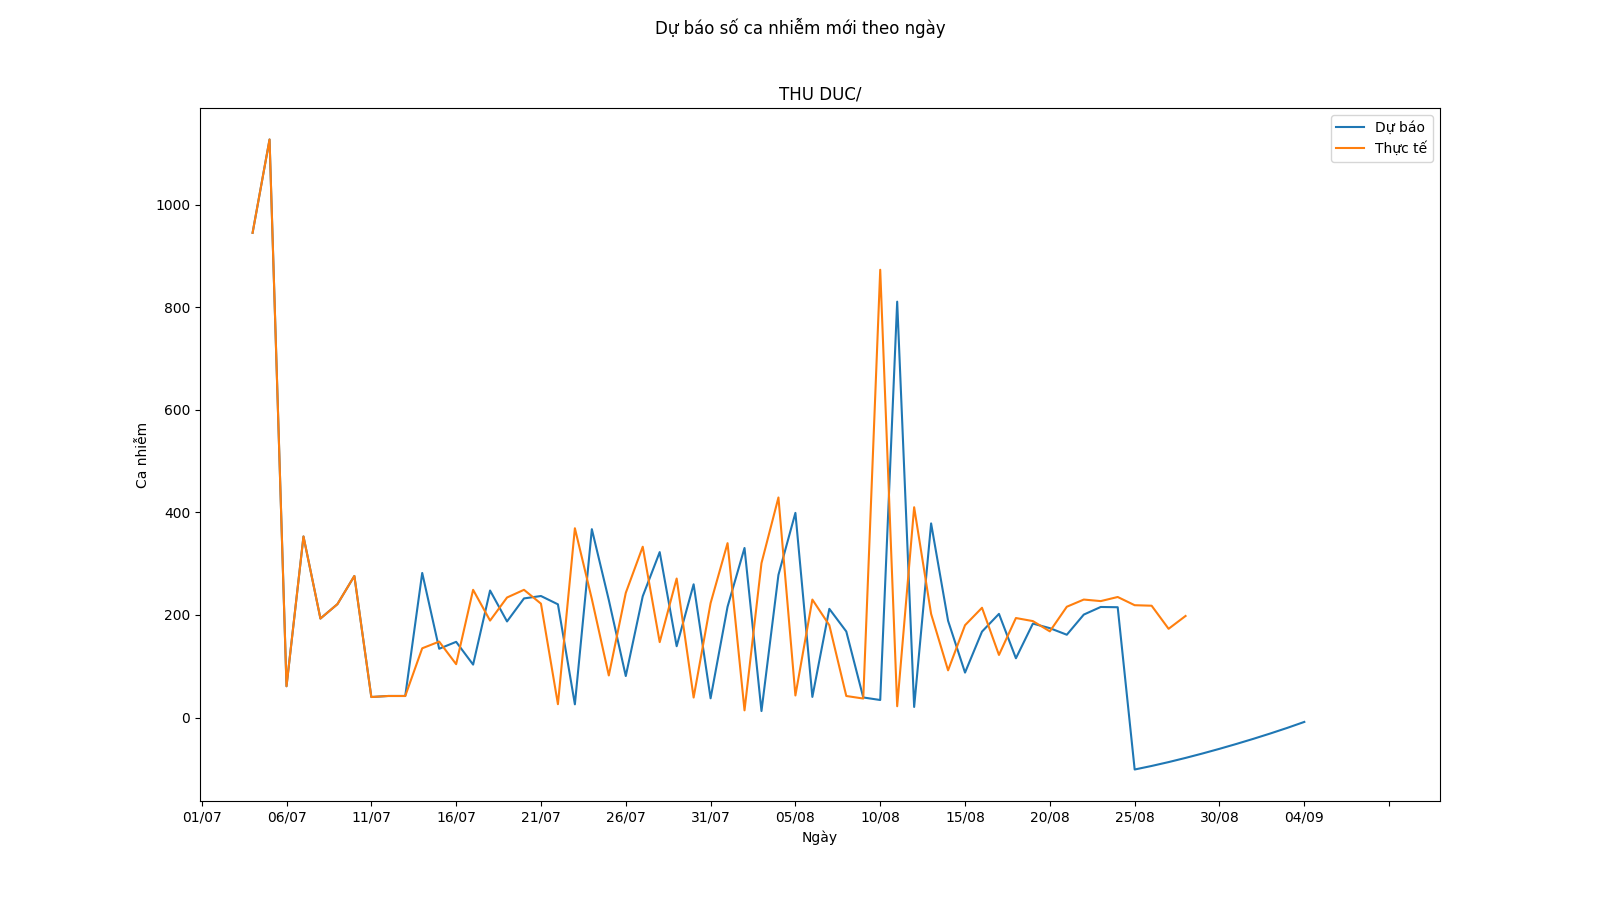 Dự báo số ca nhiễm mới theo ngày
THU DUC/
Dự báo
Thực tế
1000
800
600
400
200
0
Ca nhiễm
01/07 06/07 11/07 16/07 21/07 26/07 31/07 05/08 10/08 15/08 20/08 25/08 30/08 04/09
Ngày